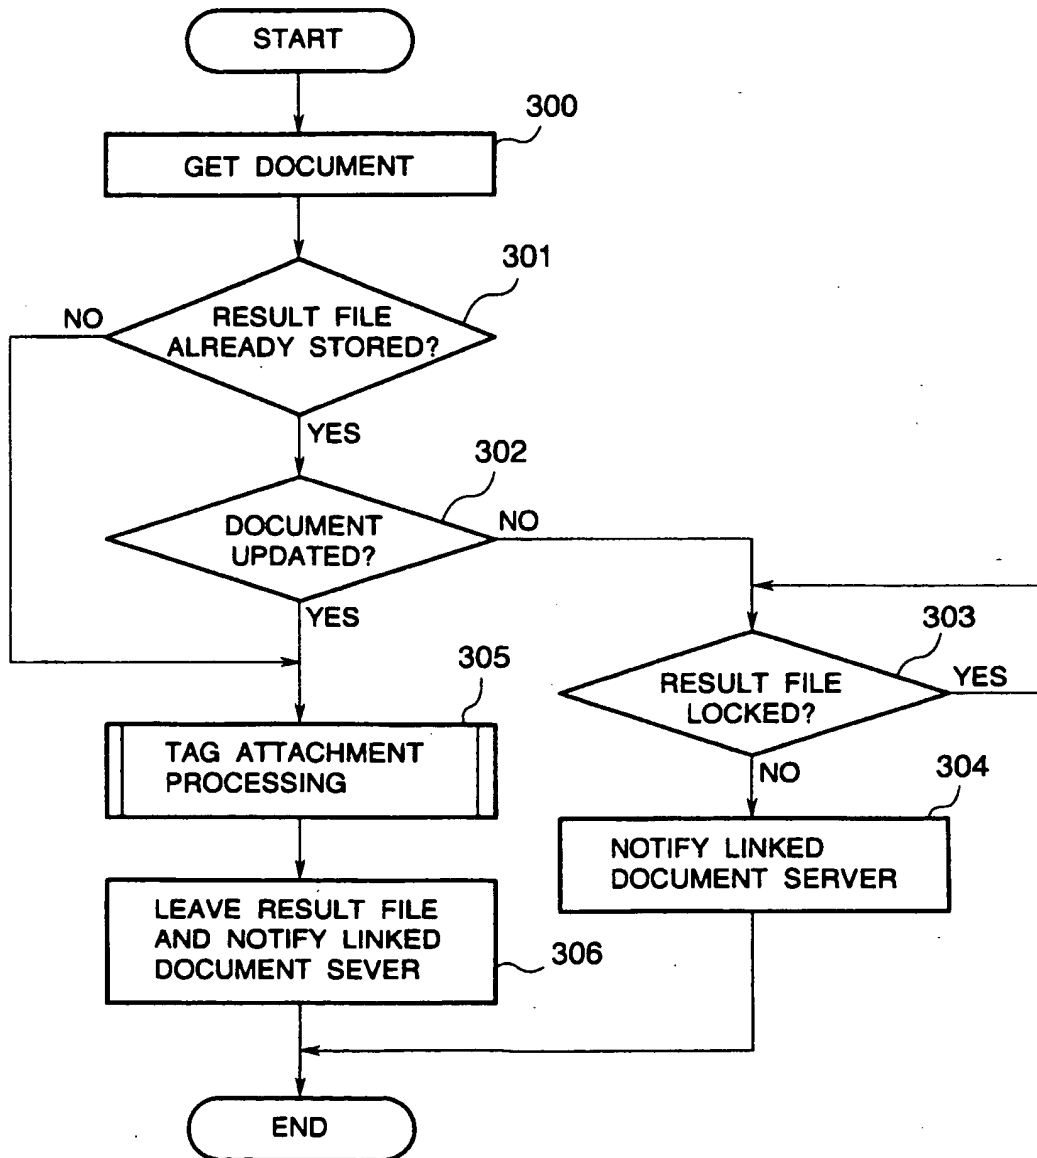 START
300
GET DOCUMENT
301
NO
RESULT FILE
ALREADY STORED?
YES
302
DOCUMENT
UPDATED?
NO
YES
303
RESULT FILE
LOCKED?
YES
NO
305
TAG ATTACHMENT
PROCESSING
304
NOTIFY LINKED
DOCUMENT SERVER
LEAVE RESULT FILE
AND NOTIFY LINKED
DOCUMENT SEVER
306
END